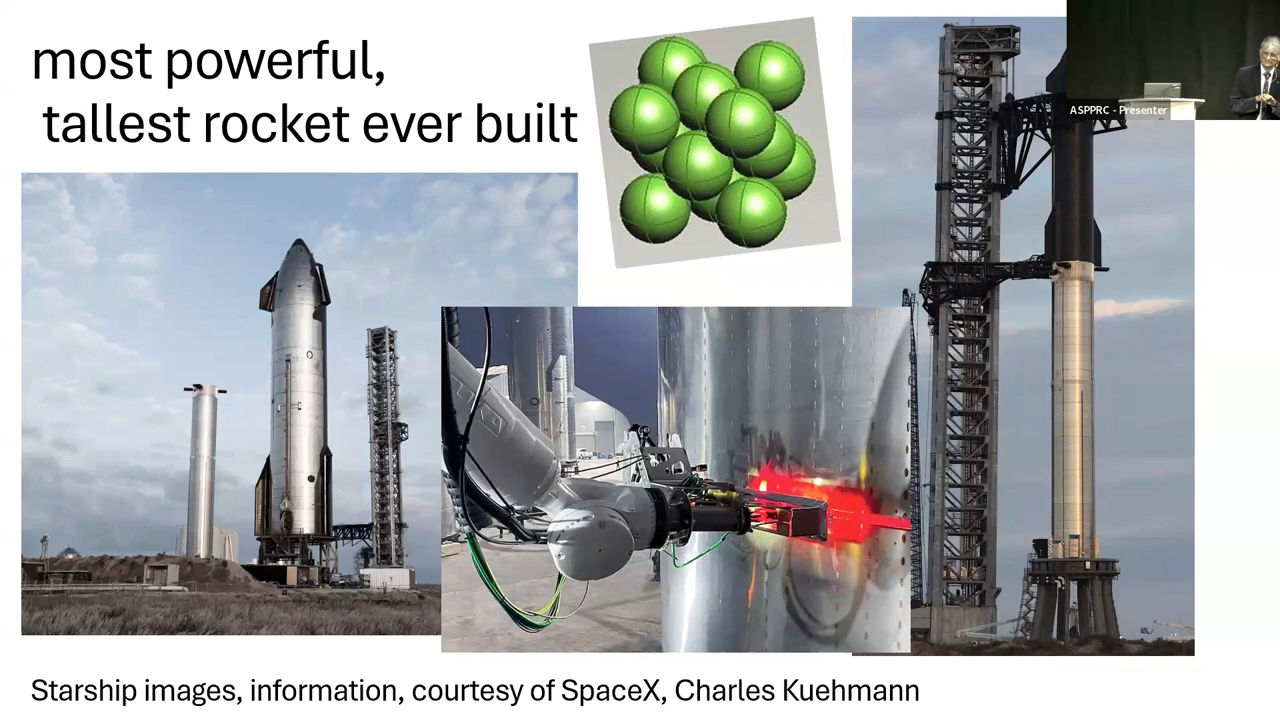 most powerful,
tallest rocket ever built
ASPPRC - Presenter
Starship images, information, courtesy of SpaceX, Charles Kuehmann